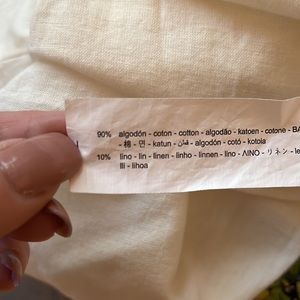 90% algodón - coton - cotton - algodão - katoen - cotone - BA
- 棉 - 면 - katun - قطن - algodón - cotó - kotoia
10% lino - lin - linen - linho - linnen - lino - ΛΙΝΟ - リネン - le
lli - lihoa